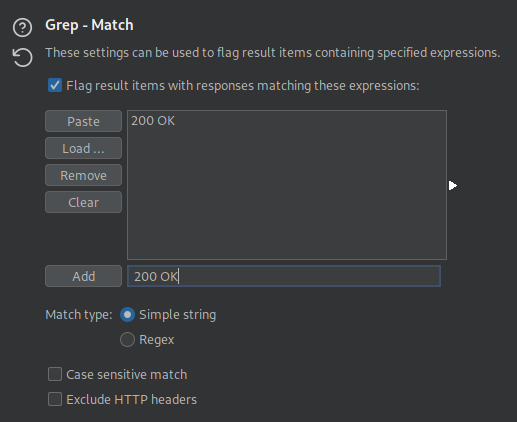 Grep - Match
These settings can be used to flag result items containing specified expressions.
Flag result items with responses matching these expressions:
Paste
200 OK
Load ...
Remove
Clear
Add
200 OK
Match type:
Simple string
Regex
Case sensitive match
Exclude HTTP headers